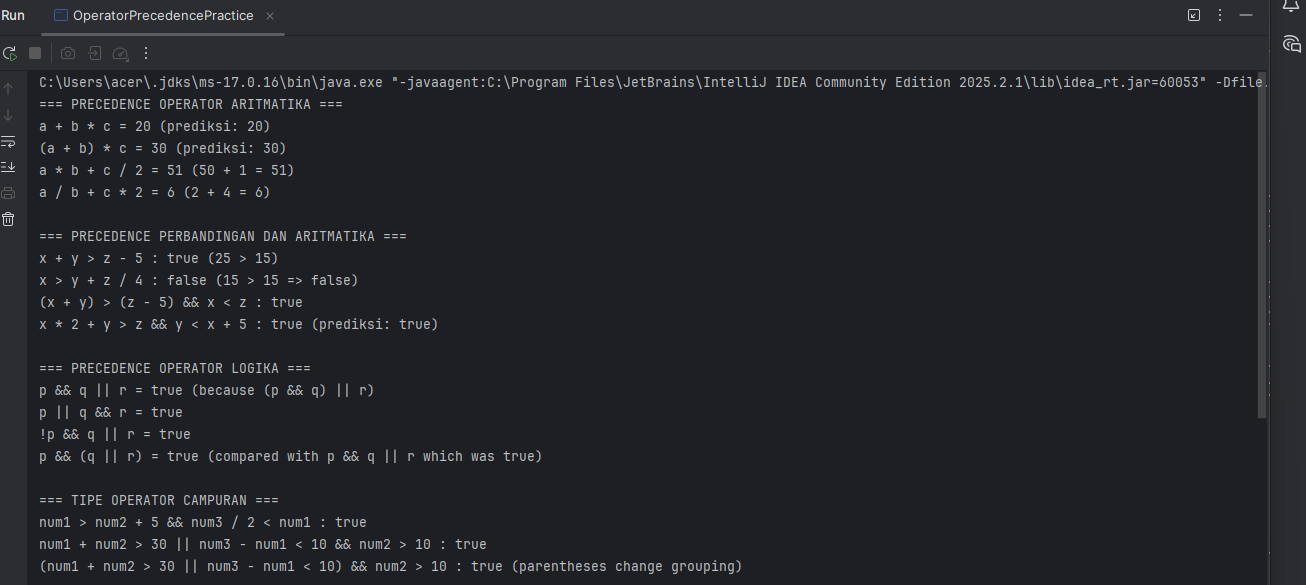 Run
OperatorPrecedencePractice
C:\Users\acer\.jdks\ms-17.0.16\bin\java.exe "-javaagent:C:\Program Files\JetBrains\IntelliJ IDEA Community Edition 2025.2.1\lib\idea_rt.jar=60053" -Dfile.
=== PRECEDENCE OPERATOR ARITMATIKA ===
a + b * c = 20 (prediksi: 20)
(a + b) * c = 30 (prediksi: 30)
a * b + c / 2 = 51 (50 + 1 = 51)
a / b + c * 2 = 6 (2 + 4 = 6)
=== PRECEDENCE PERBANDINGAN DAN ARITMATIKA ===
x + y > z - 5 : true (25 > 15)
x > y + z / 4 : false (15 > 15 => false)
(x + y) > (z - 5) && x < z : true
x * 2 + y > z && y < x + 5 : true (prediksi: true)
=== PRECEDENCE OPERATOR LOGIKA ===
p && q || r = true (because (p && q) || r)
p || q && r = true
!p && q || r = true
p && (q || r) = true (compared with p && q || r which was true)
=== TIPE OPERATOR CAMPURAN ===
num1 > num2 + 5 && num3 / 2 < num1 : true
num1 + num2 > 30 || num3 - num1 < 10 && num2 > 10 : true
(num1 + num2 > 30 || num3 - num1 < 10) && num2 > 10 : true (parentheses change grouping)